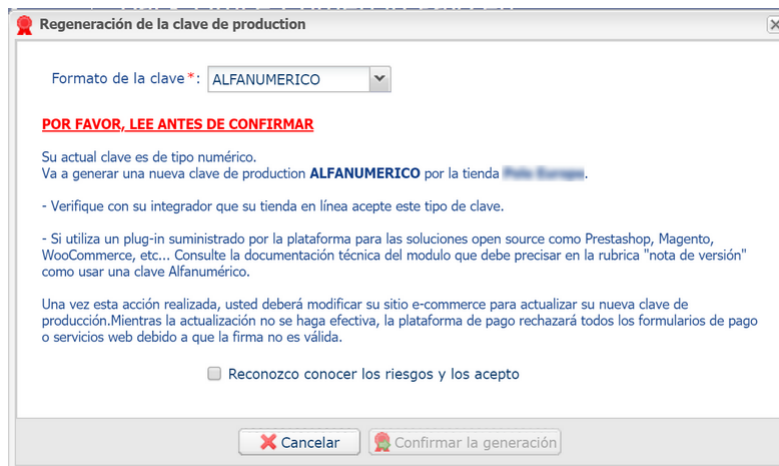 Regeneración de la clave de production
Formato de la clave*: ALFANUMERICO
POR FAVOR, LEE ANTES DE CONFIRMAR
Su actual clave es de tipo numérico.
Va a generar una nueva clave de production ALFANUMERICO por la tienda .
- Verifique con su integrador que su tienda en línea acepte este tipo de clave.
- Si utiliza un plug-in suministrado por la plataforma para las soluciones open source como Prestashop, Magento,
WooCommerce, etc... Consulte la documentación técnica del modulo que debe precisar en la rubrica "nota de versión"
como usar una clave Alfanumérico.
Una vez esta acción realizada, usted deberá modificar su sitio e-commerce para actualizar su nueva clave de
producción.Mientras la actualización no se haga efectiva, la plataforma de pago rechazará todos los formularios de pago
o servicios web debido a que la firma no es válida.
Reconozco conocer los riesgos y los acepto
Cancelar
Confirmar la generación